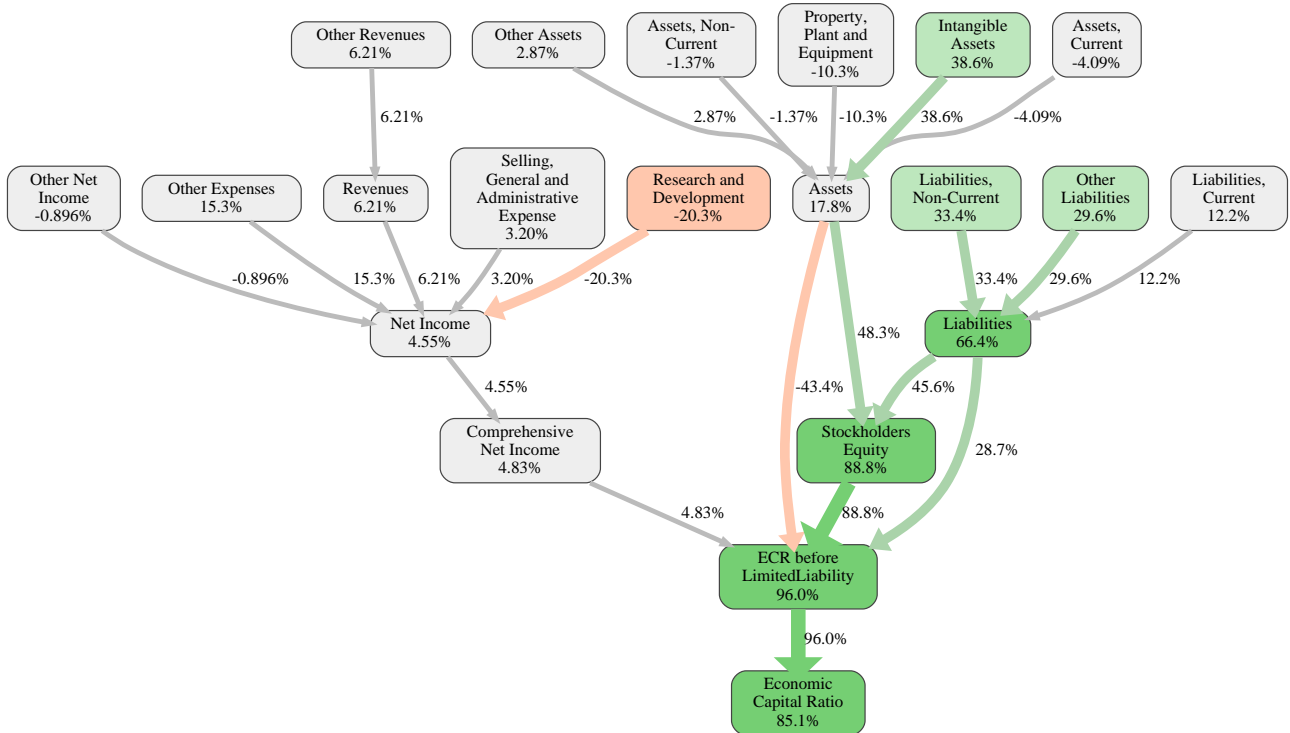 Other Revenues
6.21%
Other Assets
2.87%
Assets, Non-
Current
-1.37%
Property,
Plant and
Equipment
-10.3%
Intangible
Assets
38.6%
Assets,
Current
-4.09%
6.21%
2.87%
-1.37%
-10.3%
38.6%
-4.09%
Other Net
Income
-0.896%
Other Expenses
15.3%
Revenues
6.21%
Selling,
General and
Administrative
Expense
3.20%
Research and
Development
-20.3%
Assets
17.8%
Liabilities,
Non-Current
33.4%
Other
Liabilities
29.6%
Liabilities,
Current
12.2%
-0.896%
15.3%
6.21%
3.20%
-20.3%
33.4%
29.6%
12.2%
Net Income
4.55%
48.3%
Liabilities
66.4%
4.55%
-43.4%
45.6%
Comprehensive
Net Income
4.83%
Stockholders
Equity
88.8%
28.7%
4.83%
88.8%
ECR before
LimitedLiability
96.0%
96.0%
Economic
Capital Ratio
85.1%